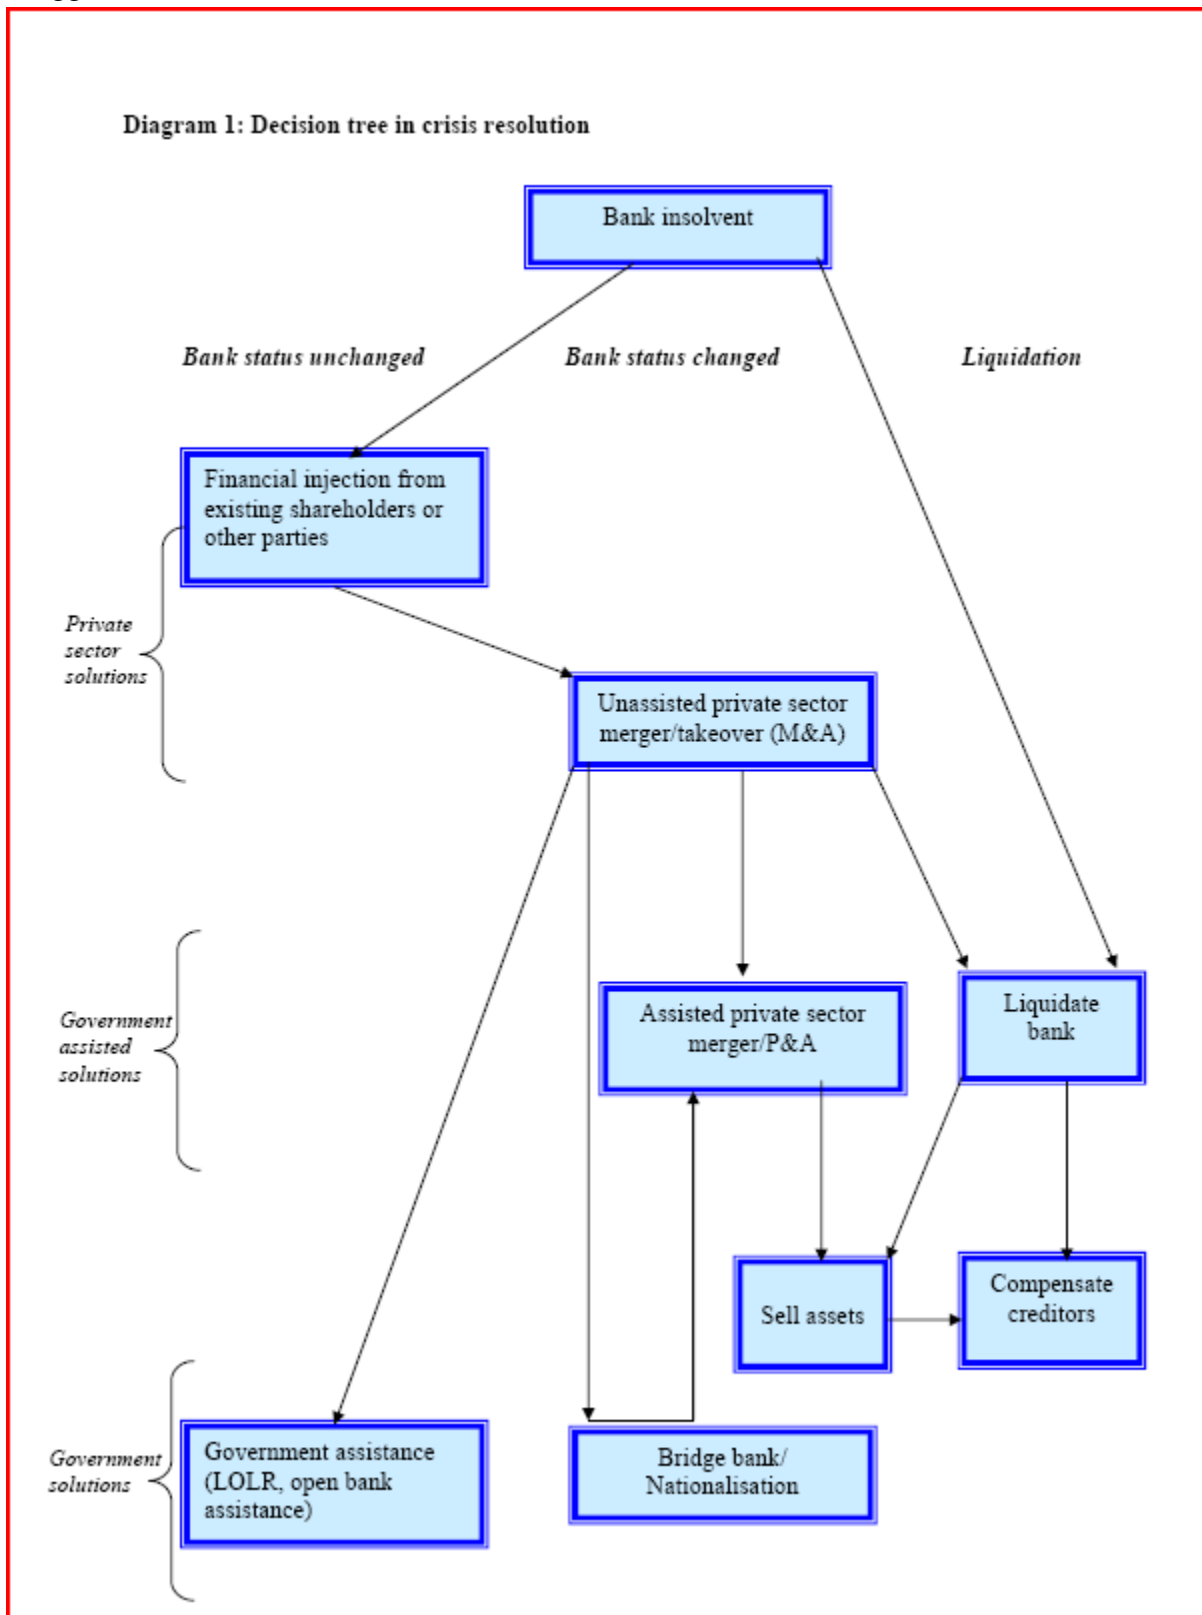 Diagram 1: Decision tree in crisis resolution
Bank insolvent
Bank status unchanged
Bank status changed
Liquidation
Financial injection from
existing shareholders or
other parties
Private
sector
solutions
Unassisted private sector
merger/takeover (M&A)
Government
assisted
solutions
Assisted private sector
merger/P&A
Liquidate
bank
Sell assets
Compensate
creditors
Government
solutions
Government assistance
(LOLR, open bank
assistance)
Bridge bank/
Nationalisation